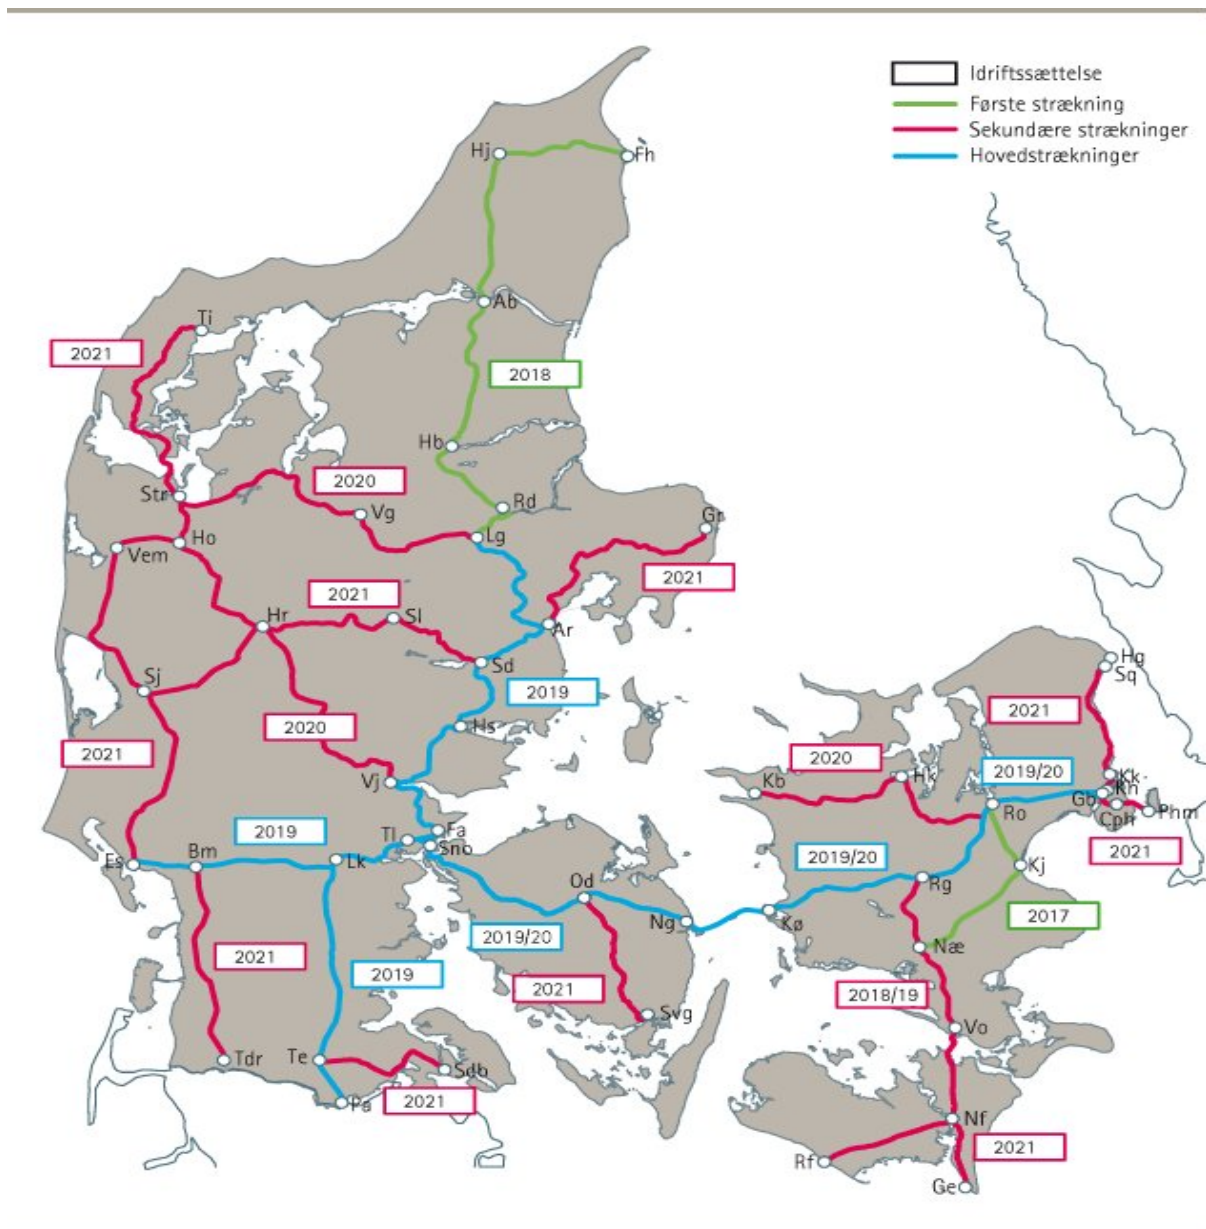 Idriftssættelse
Første strækning
Sekundære strækninger
Hovedstrækninger
Hj
Fh
Ab
Ti
2021
2018
Hb
2020
Str
Rd
Vg
Gr
Lg
Ho
Vem
2021
2021
Hr
Sl
Ar
Sd
Sj
2019
Hs
2020
2021
Vj
Hg
Sq
2021
2020
2019/20
Kb
Hk
Kk
Kh
Gb
Ro
Cph
Phm
2021
Fa
Tl
Sno
2019
Es
Bm
Lk
2019/20
Kj
Od
Rg
Ng
Kø
2017
2019/20
Næ
2021
2019
2021
2018/19
Svg
Vo
Tdr
Te
Sdb
2021
Pa
Nf
2021
Rf
Ge